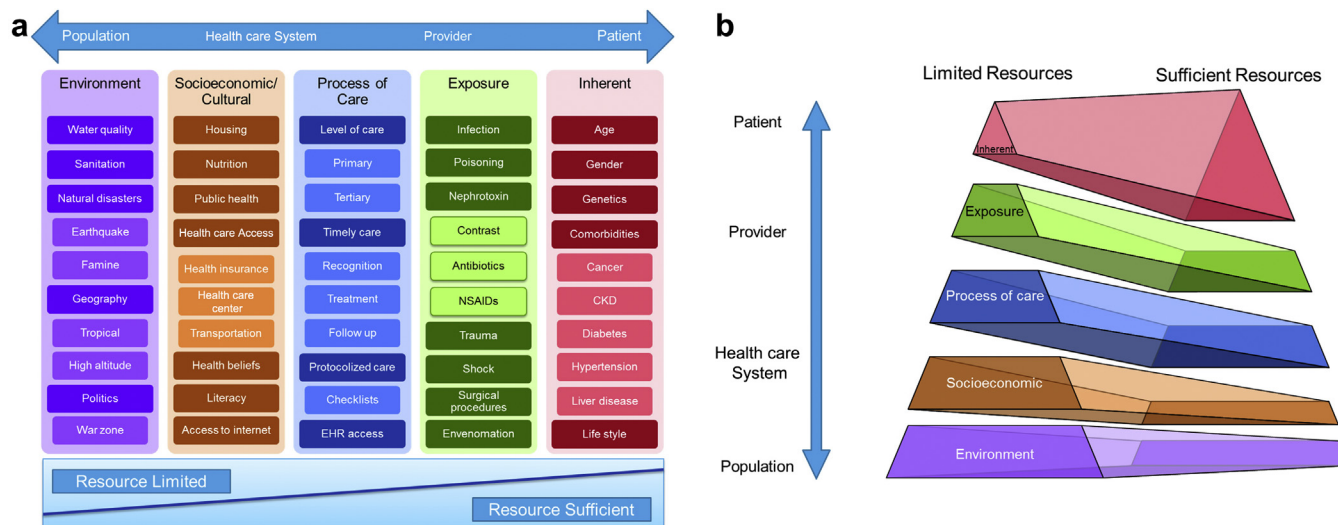 a
Population
Health care System
Provider
Patient
Environment
Water quality
Sanitation
Natural disasters
Earthquake
Famine
Geography
Tropical
High altitude
Politics
War zone
Socioeconomic/
Cultural
Housing
Nutrition
Public health
Health care Access
Health insurance
Health care
center
Transportation
Health beliefs
Literacy
Access to internet
Process of
Care
Level of care
Primary
Tertiary
Timely care
Recognition
Treatment
Follow up
Protocolized care
Checklists
EHR access
Exposure
Infection
Poisoning
Nephrotoxin
Contrast
Antibiotics
NSAIDs
Trauma
Shock
Surgical
procedures
Envenomation
Inherent
Age
Gender
Genetics
Comorbidities
Cancer
CKD
Diabetes
Hypertension
Liver disease
Life style
Resource Limited
Resource Sufficient
b
Limited Resources
Sufficient Resources
Patient
Provider
Health care
System
Population
Inherent
Exposure
Process of care
Socioeconomic
Environment